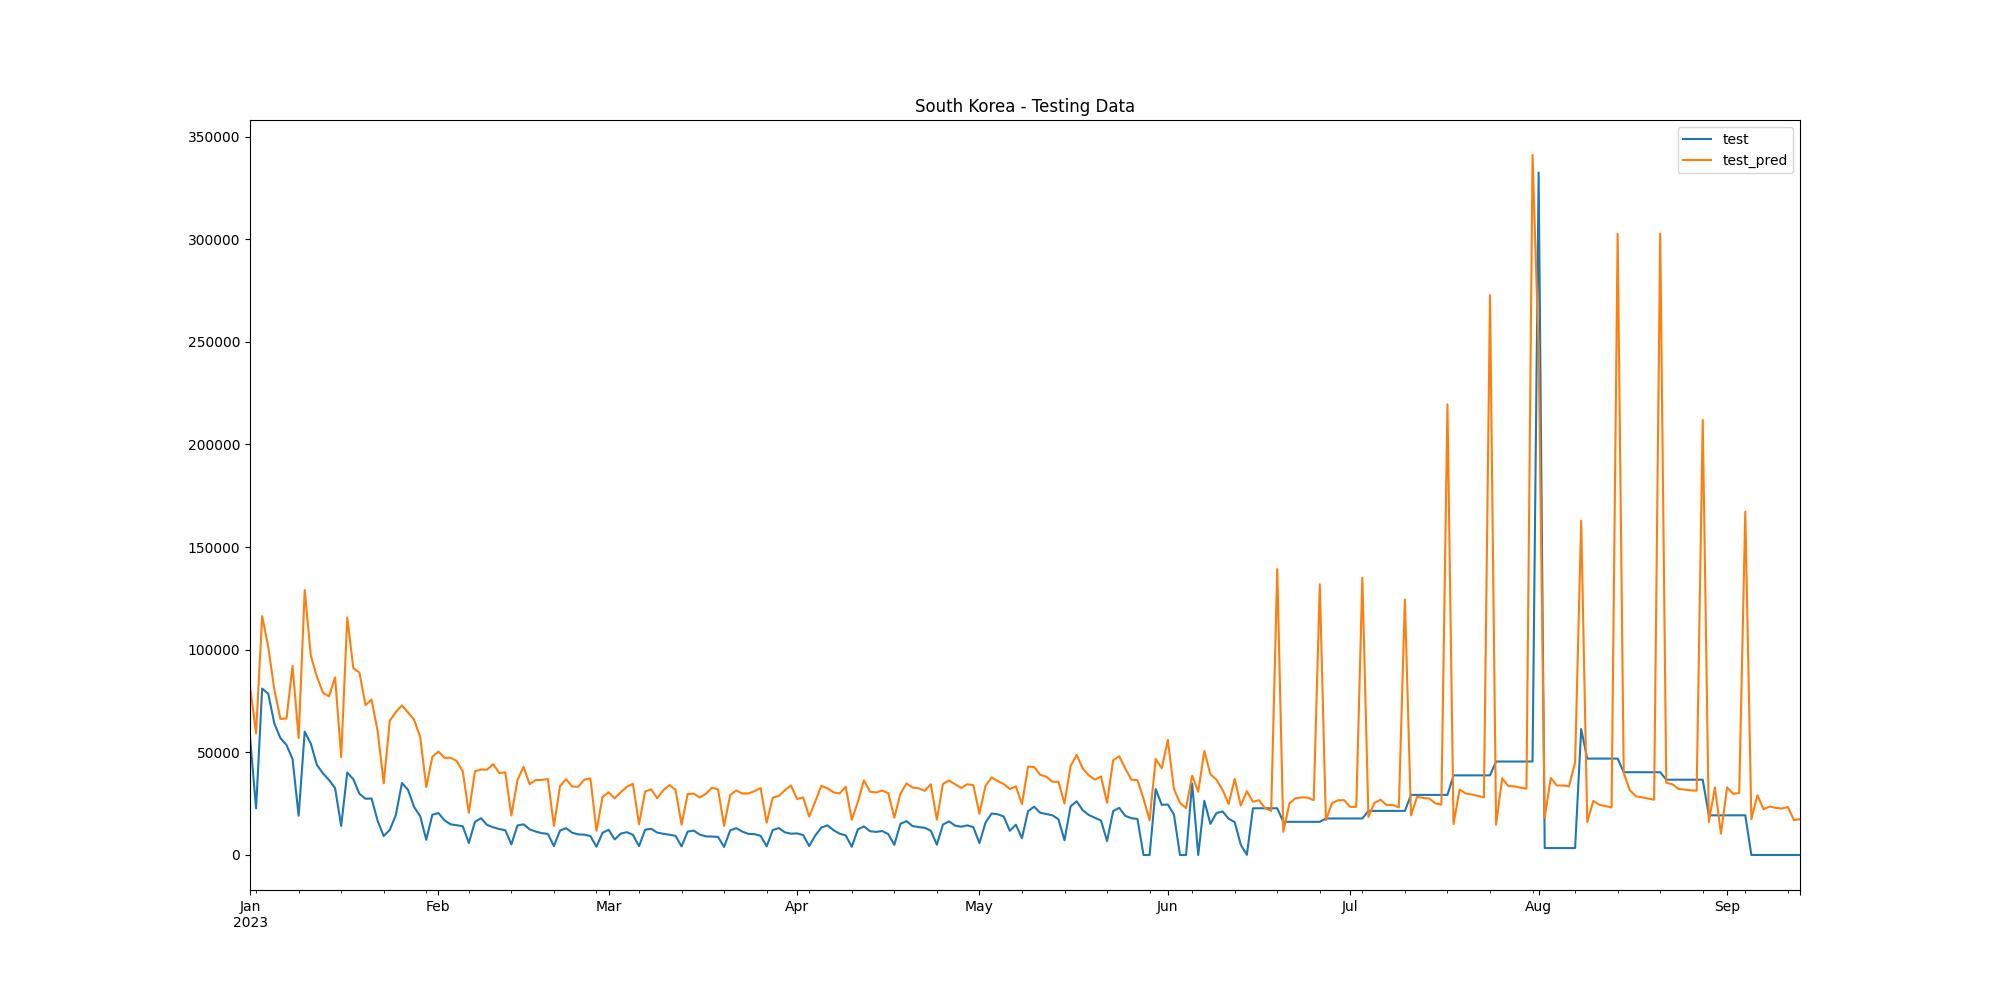 South Korea - Testing Data
350000
300000
250000
200000
150000
100000
50000
0
test
test_pred
Jan Feb Mar Apr May Jun Jul Aug Sep
2023